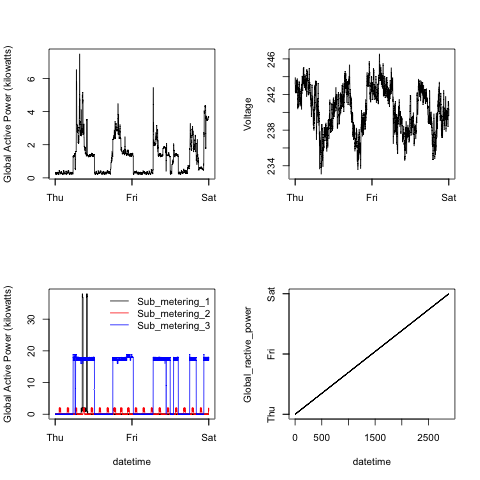 Global Active Power (kilowatts)
0 2 4 6
Thu Fri Sat
Voltage
234 238 242 246
Thu Fri Sat
Global Active Power (kilowatts)
0 10 20 30
Sub_metering_1
Sub_metering_2
Sub_metering_3
Thu Fri Sat
datetime
Global_ractive_power
Thu Fri Sat
0 500 1500 2500
datetime